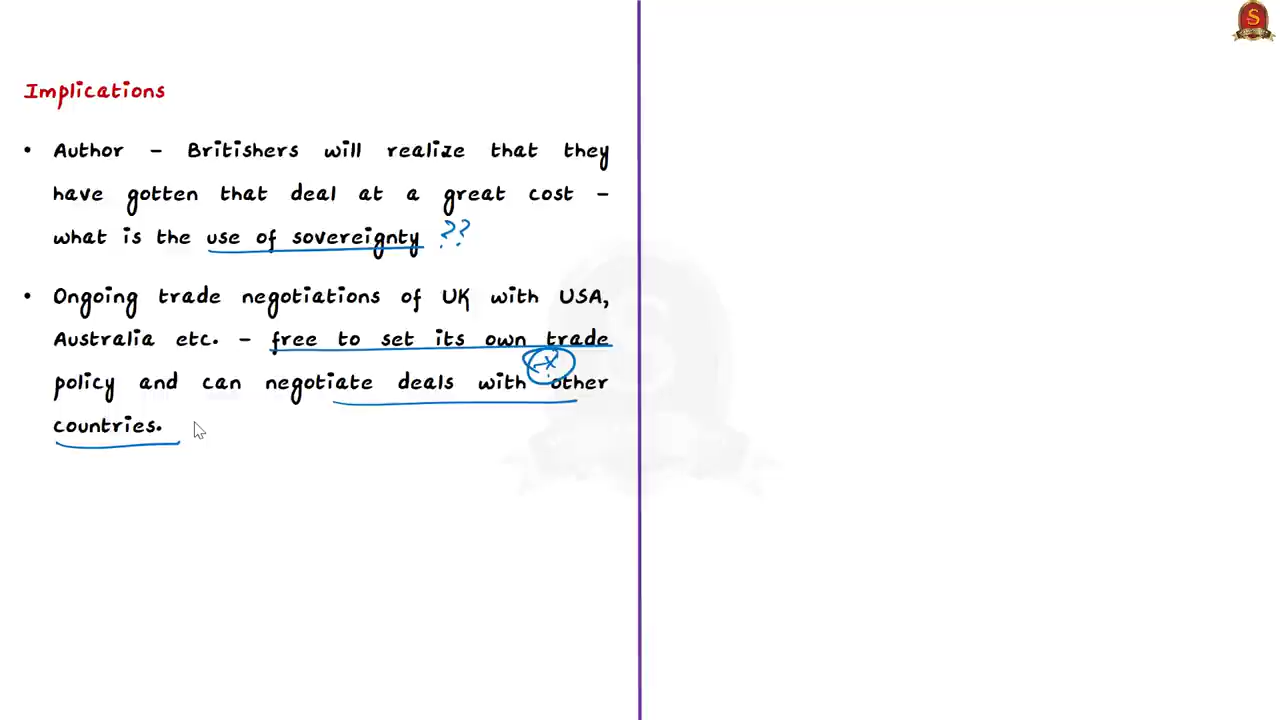 Implications
• Author – Britishers will realize that they
have gotten that deal at a great cost –
what is the use of sovereignty ??
• Ongoing trade negotiations of UK with USA,
Australia etc. – free to set its own trade
policy and can negotiate deals with other
countries.
S